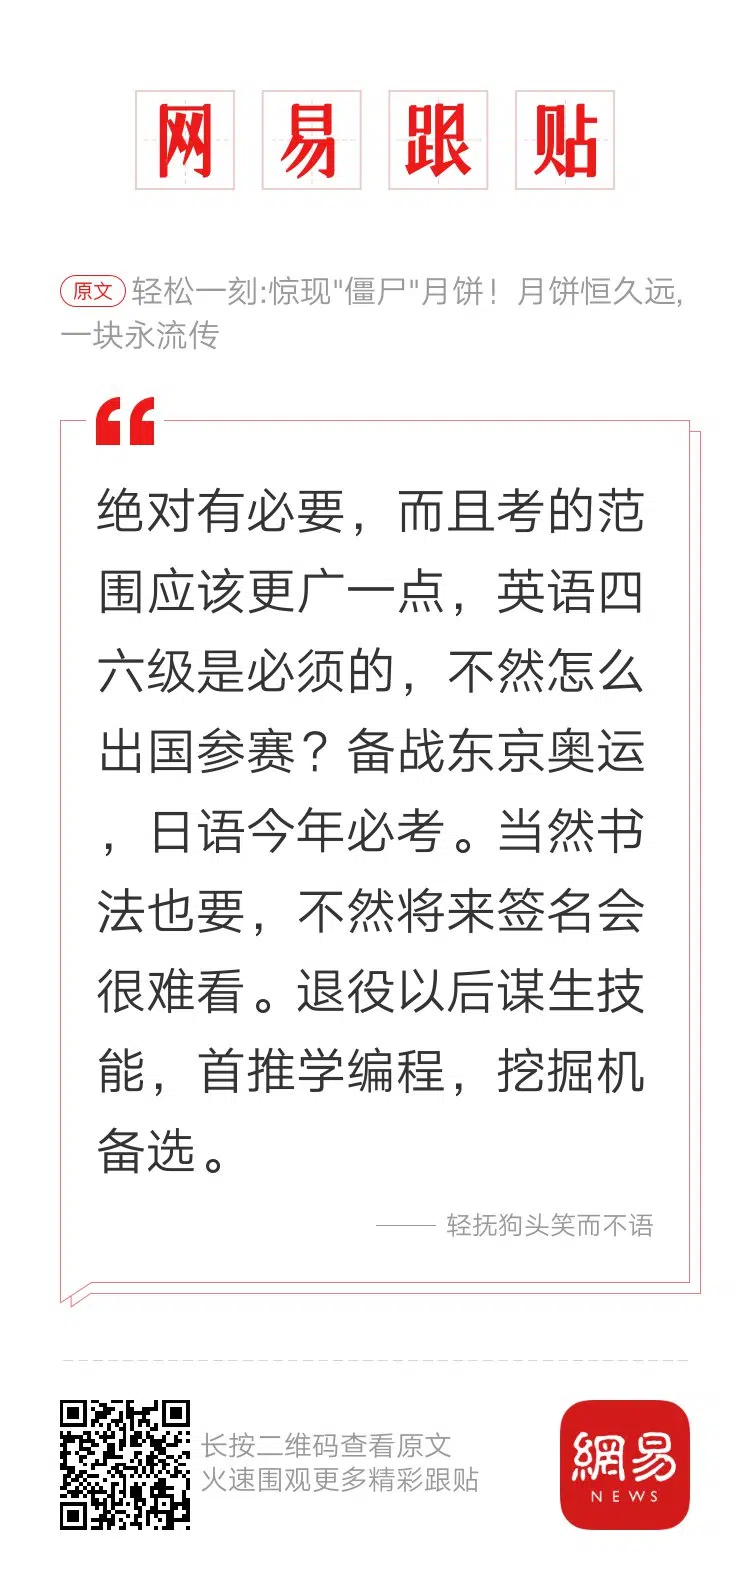 网易跟贴
原文 轻松一刻:惊现"僵尸"月饼！月饼恒久远,
一块永流传
绝对有必要，而且考的范
围应该更广一点，英语四
六级是必须的，不然怎么
出国参赛？备战东京奥运
，日语今年必考。当然书
法也要，不然将来签名会
很难看。退役以后谋生技
能，首推学编程，挖掘机
备选。
—— 轻抚狗头笑而不语
长按二维码查看原文
火速围观更多精彩跟贴
網易
NEWS